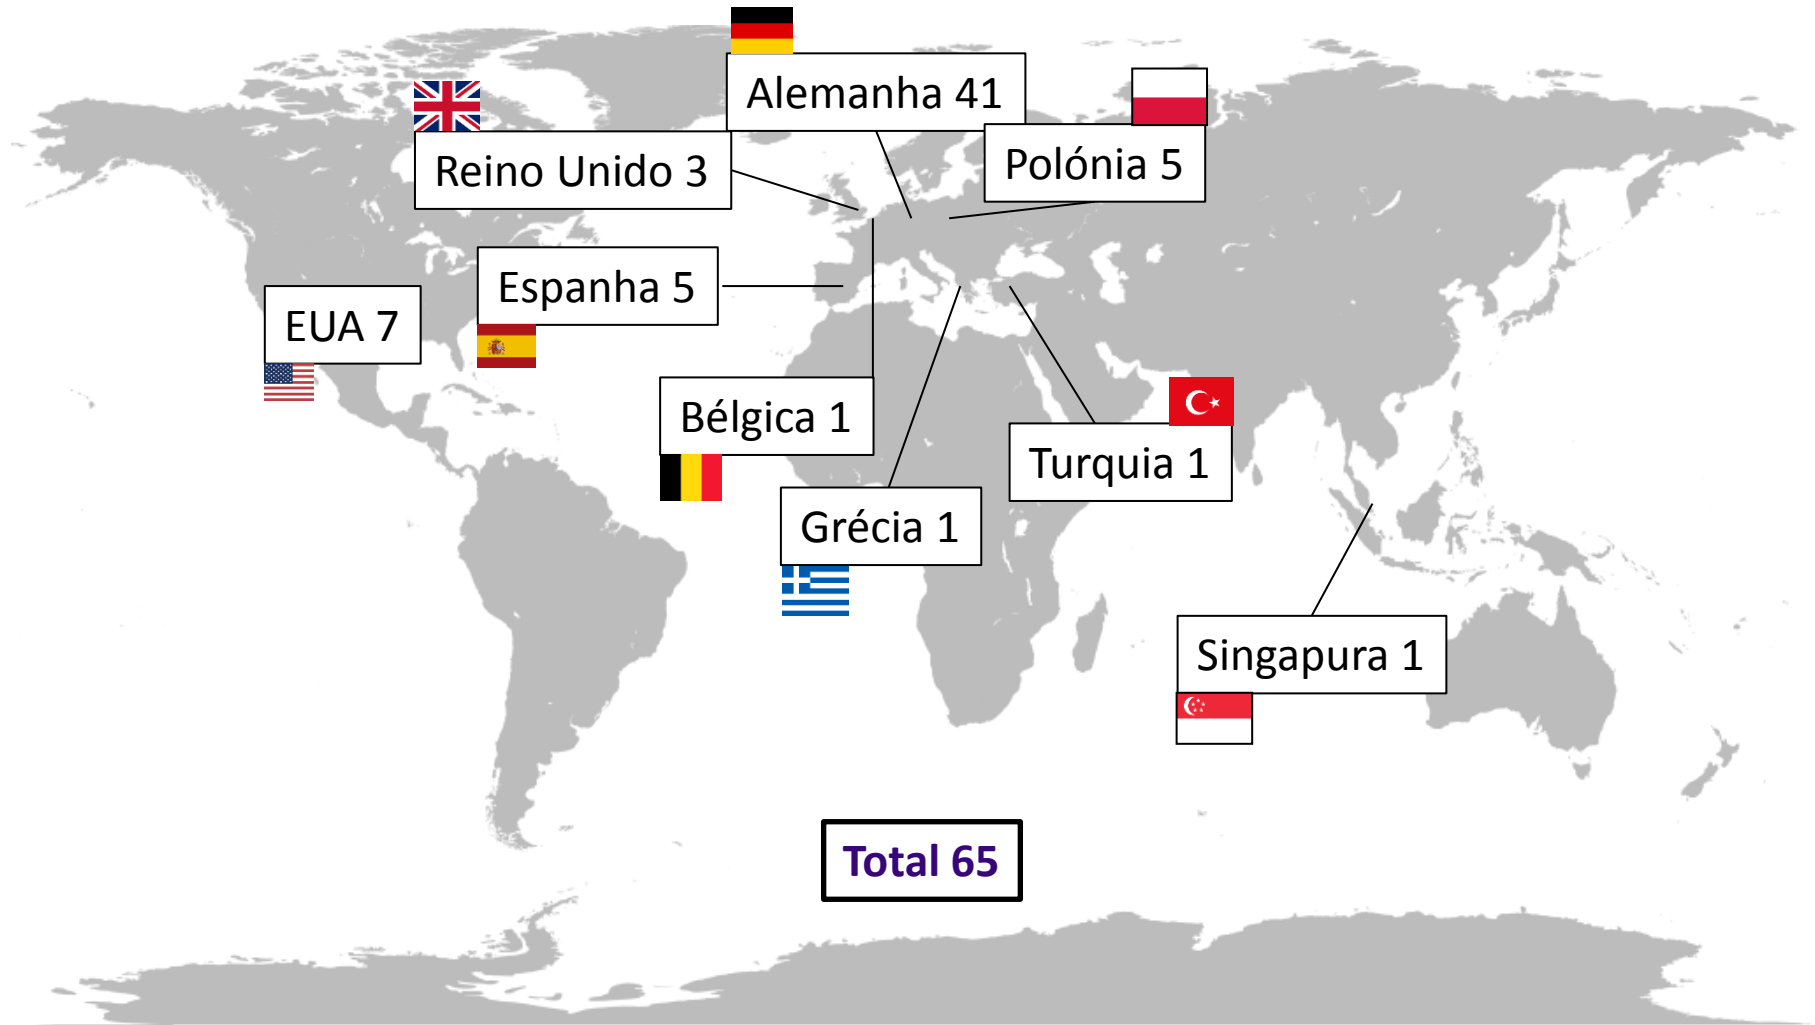 Alemanha 41
Reino Unido 3
Polónia 5
Espanha 5
EUA 7
Bélgica 1
Turquia 1
Grécia 1
Singapura 1
Total 65